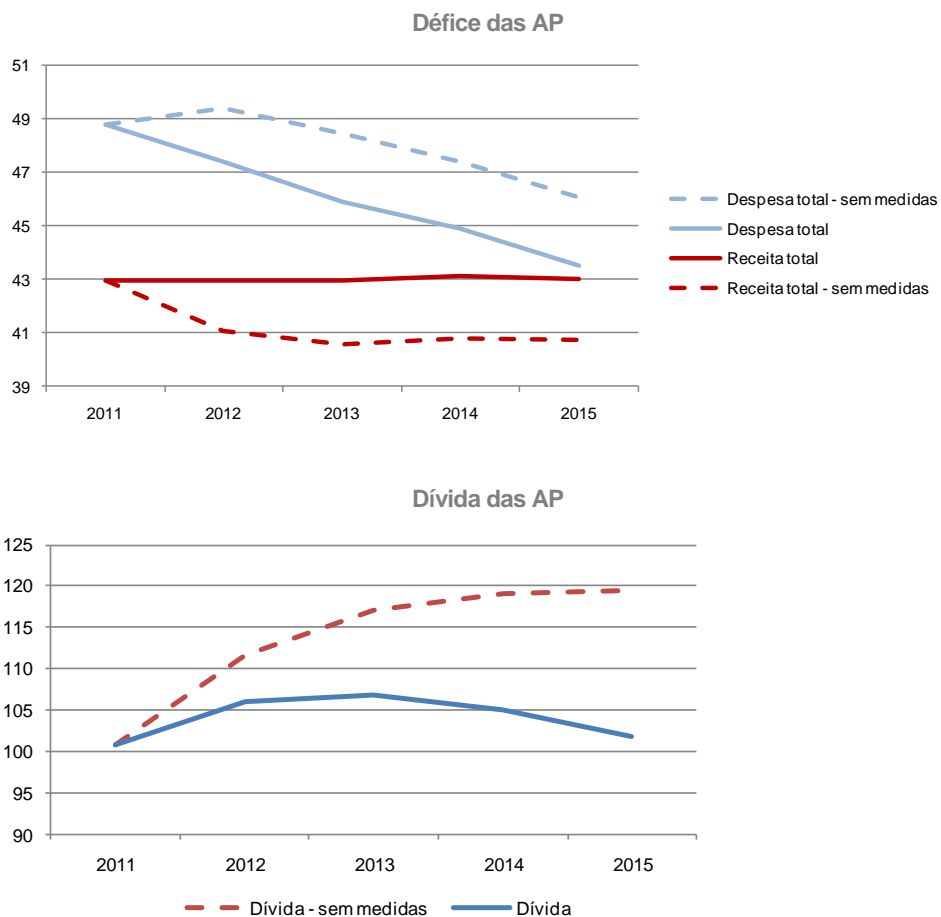 Défice das AP
51
49
47
45
43
41
39
2011 2012 2013 2014 2015
Despesa total - sem medidas
Despesa total
Receita total
Receita total - sem medidas
Dívida das AP
125
120
115
110
105
100
95
90
2011 2012 2013 2014 2015
Dívida - sem medidas Dívida